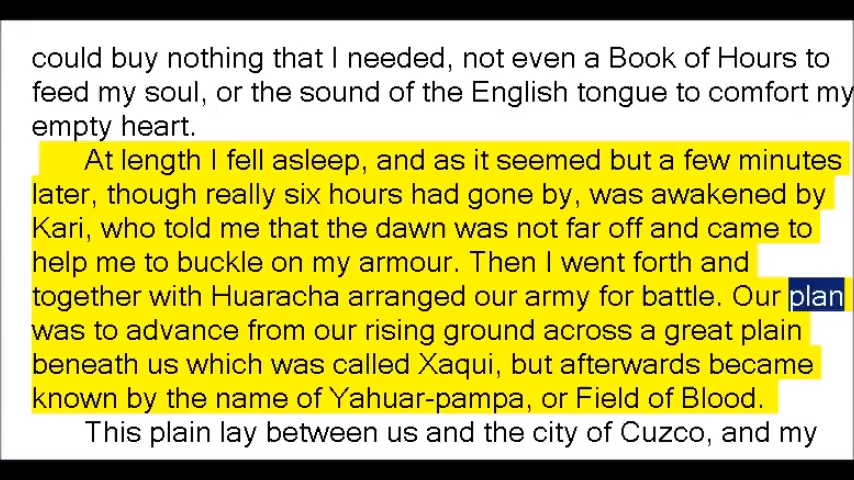 could buy nothing that I needed, not even a Book of Hours to
feed my soul, or the sound of the English tongue to comfort my
empty heart.
At length I fell asleep, and as it seemed but a few minutes
later, though really six hours had gone by, was awakened by
Kari, who told me that the dawn was not far off and came to
help me to buckle on my armour. Then I went forth and
together with Huaracha arranged our army for battle. Our plan
was to advance from our rising ground across a great plain
beneath us which was called Xaqui, but afterwards became
known by the name of Yahuar-pampa, or Field of Blood.
This plain lay between us and the city of Cuzco, and my